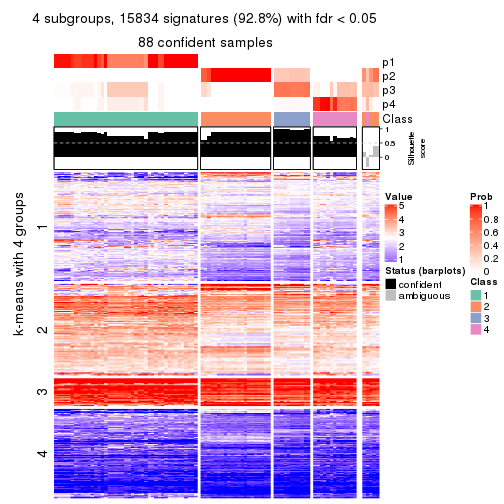 4 subgroups, 15834 signatures (92.8%) with fdr < 0.05
88 confident samples
p1
p2
p3
p4
Class
1
0.5
0
Silhouette
score
k-means with 4 groups
1
2
3
4
Value
5
4
3
2
1
Status (barplots)
confident
ambiguous
Prob
1
0.8
0.6
0.4
0.2
0
Class
1
2
3
4